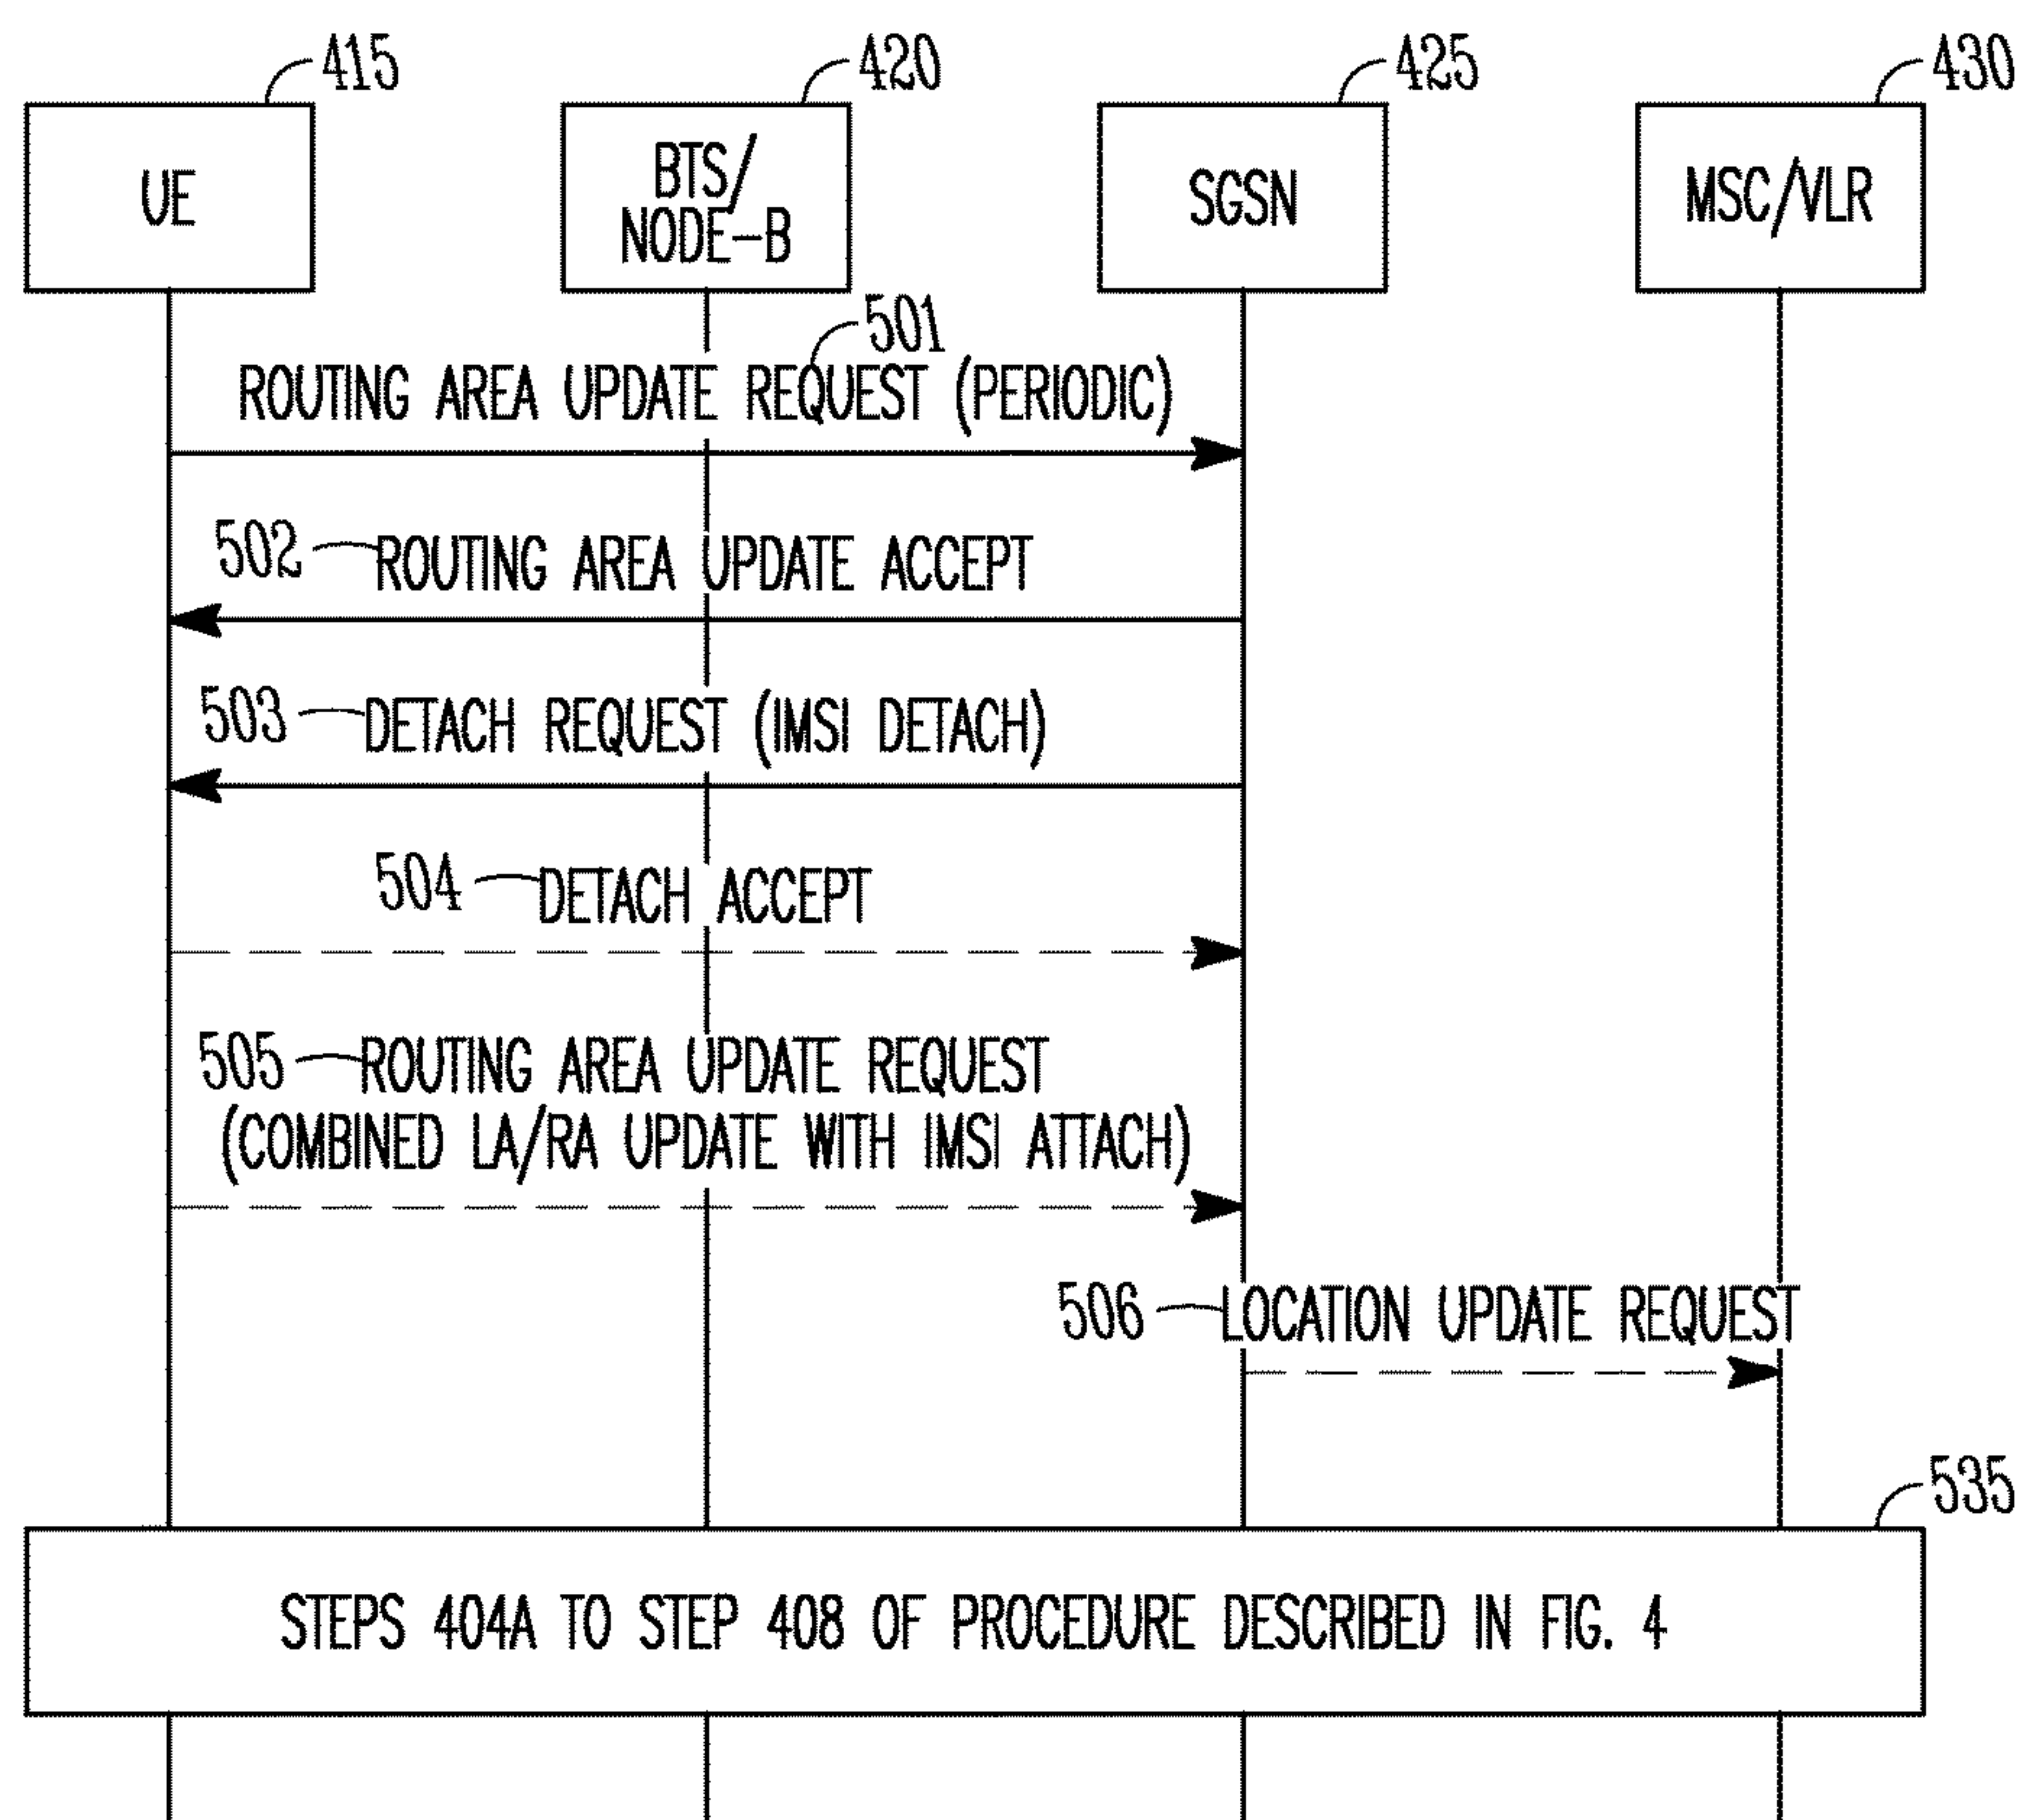 415
420
425
430
UE
BTS/
NODE-B
SGSN
MSC/VLR
501
ROUTING AREA UPDATE REQUEST (PERIODIC)
502
ROUTING AREA UPDATE ACCEPT
503
DETACH REQUEST (IMSI DETACH)
504
DETACH ACCEPT
505
ROUTING AREA UPDATE REQUEST
(COMBINED LA/RA UPDATE WITH IMSI ATTACH)
506
LOCATION UPDATE REQUEST
535
STEPS 404A TO STEP 408 OF PROCEDURE DESCRIBED IN FIG. 4